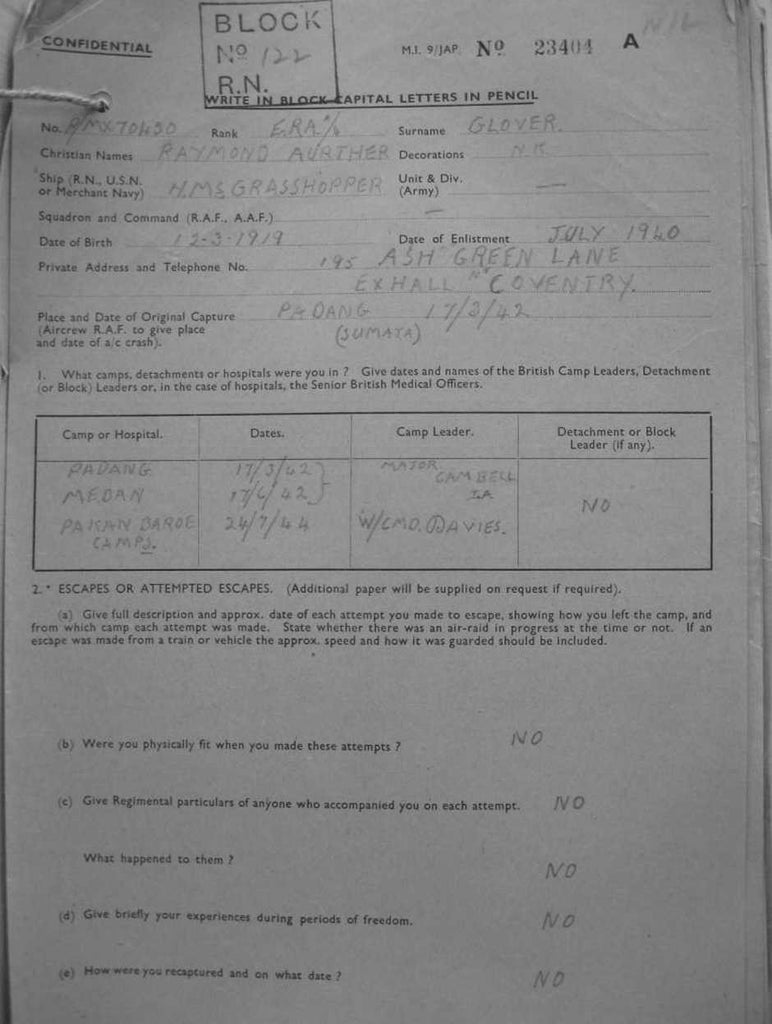 NIL
BLOCK
CONFIDENTIAL
Nº 122
M.I. 9/JAP. Nº 23404 A
R.N.
WRITE IN BLOCK CAPITAL LETTERS IN PENCIL
No. P/MX70430 Rank E.R.A. Surname GLOVER.
Christian Names RAYMOND AURTHER Decorations
Ship (R.N., U.S.N. or Merchant Navy) H.M.S GRASSHOPPER Unit & Div. (Army) —
Squadron and Command (R.A.F., A.A.F.) —
Date of Birth 12-3-1919 Date of Enlistment JULY 1940
Private Address and Telephone No. 195 ASH GREEN LANE
EXHALL Nr COVENTRY.
Place and Date of Original Capture PADANG 17/3/42
(Aircrew R.A.F. to give place (SUMATA)
and date of a/c crash).
1. What camps, detachments or hospitals were you in ? Give dates and names of the British Camp Leaders, Detachment
(or Block) Leaders or, in the case of hospitals, the Senior British Medical Officers.
Camp or Hospital. Dates. Camp Leader. Detachment or Block
Leader (if any).
PADANG 17/3/42 } MAJOR CAMBELL
MEDAN 17/6/42 } I.A NO
PAKAN BAROE 24/7/44 W/CMD. DAVIES.
CAMPS.
2. * ESCAPES OR ATTEMPTED ESCAPES. (Additional paper will be supplied on request if required).
(a) Give full description and approx. date of each attempt you made to escape, showing how you left the camp, and
from which camp each attempt was made. State whether there was an air-raid in progress at the time or not. If an
escape was made from a train or vehicle the approx. speed and how it was guarded should be included.
(b) Were you physically fit when you made these attempts ? NO
(c) Give Regimental particulars of anyone who accompanied you on each attempt. NO
What happened to them ? NO
(d) Give briefly your experiences during periods of freedom. NO
(e) How were you recaptured and on what date ? NO